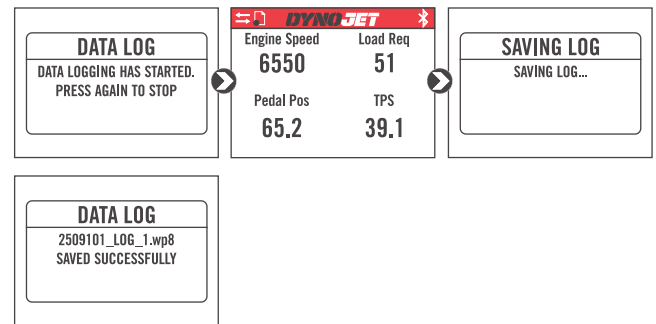 DATA LOG
DATA LOGGING HAS STARTED.
PRESS AGAIN TO STOP
DYNOJET
Engine Speed Load Req
6550 51
Pedal Pos TPS
65.2 39.1
SAVING LOG
SAVING LOG...
DATA LOG
2509101_LOG_1.wp8
SAVED SUCCESSFULLY